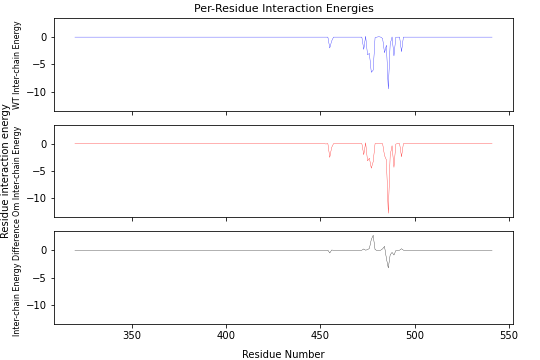 Per-Residue Interaction Energies
WT Inter-chain Energy
0
−5
−10
Residue interaction energy
Om Inter-chain Energy
0
−5
−10
Inter-chain Energy Difference
0
−5
−10
350
400
450
500
550
Residue Number